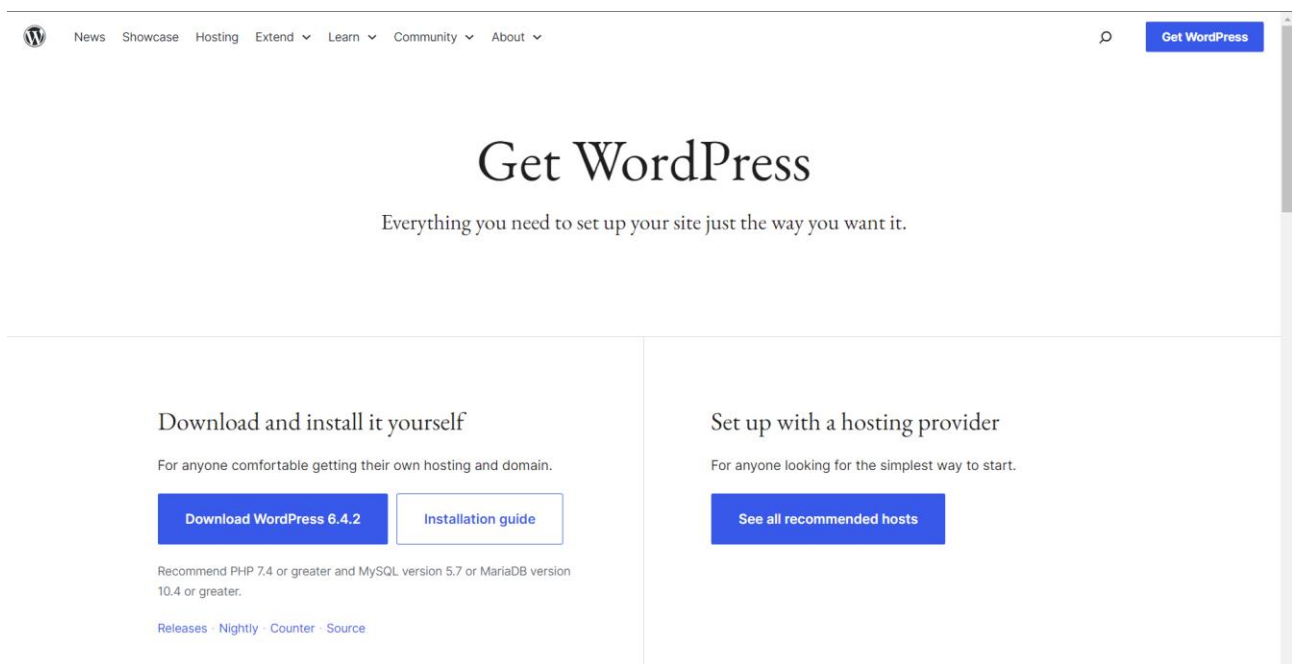 News Showcase Hosting Extend Learn Community About
Get WordPress
Get WordPress
Everything you need to set up your site just the way you want it.
Download and install it yourself
For anyone comfortable getting their own hosting and domain.
Download WordPress 6.4.2
Installation guide
Recommend PHP 7.4 or greater and MySQL version 5.7 or MariaDB version
10.4 or greater.
Releases · Nightly · Counter · Source
Set up with a hosting provider
For anyone looking for the simplest way to start.
See all recommended hosts